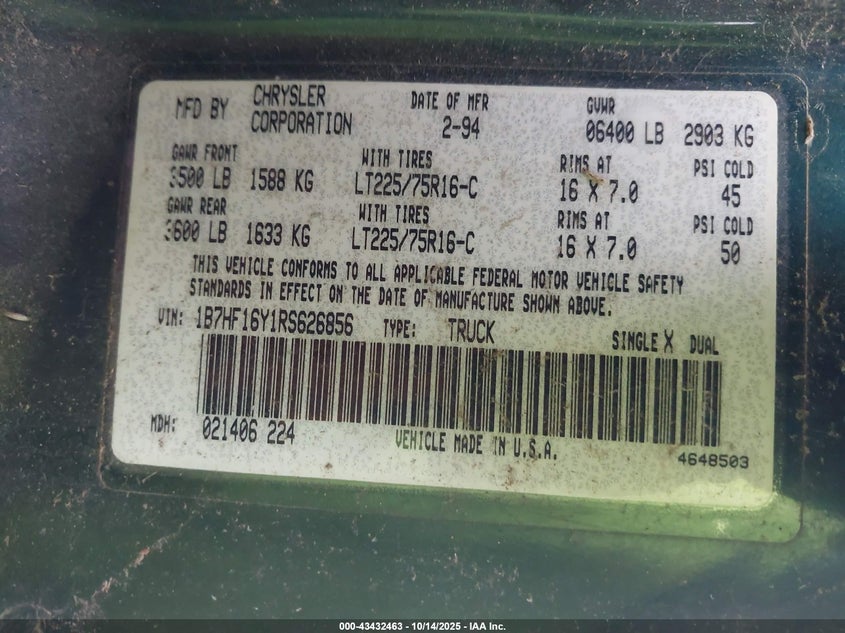 MFD BY CHRYSLER CORPORATION DATE OF MFR 2-94 GVWR 06400 LB 2903 KG
GAWR FRONT WITH TIRES RIMS AT PSI COLD
3500 LB 1588 KG LT225/75R16-C 16 X 7.0 45
GAWR REAR WITH TIRES RIMS AT PSI COLD
3600 LB 1633 KG LT225/75R16-C 16 X 7.0 50
THIS VEHICLE CONFORMS TO ALL APPLICABLE FEDERAL MOTOR VEHICLE SAFETY
STANDARDS IN EFFECT ON THE DATE OF MANUFACTURE SHOWN ABOVE.
VIN: 1B7HF16Y1RS626856 TYPE: TRUCK SINGLE X DUAL
MDH: 021406 224 VEHICLE MADE IN U.S.A. 4648503
000-43432463 - 10/14/2025 - IAA Inc.